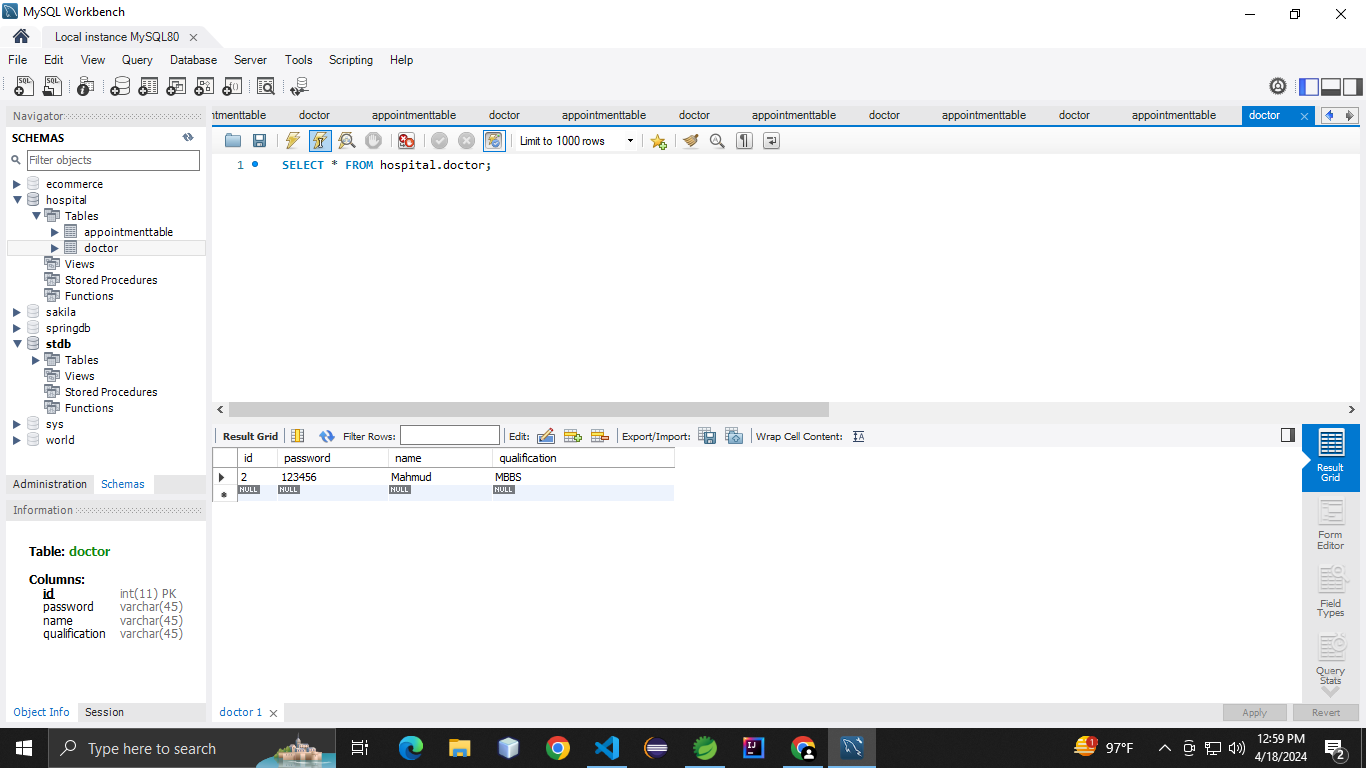 MySQL Workbench
Local instance MySQL80
File Edit View Query Database Server Tools Scripting Help
Navigator
SCHEMAS
Filter objects
ecommerce
hospital
Tables
appointmenttable
doctor
Views
Stored Procedures
Functions
sakila
springdb
stdb
Tables
Views
Stored Procedures
Functions
sys
world
Administration Schemas
Information
Table: doctor
Columns:
id int(11) PK
password varchar(45)
name varchar(45)
qualification varchar(45)
Object Info Session
ntmenttable doctor appointmenttable doctor appointmenttable doctor appointmenttable doctor appointmenttable doctor appointmenttable doctor
Limit to 1000 rows
1 SELECT * FROM hospital.doctor;
Result Grid Filter Rows: Edit: Export/Import: Wrap Cell Content:
id password name qualification
2 123456 Mahmud MBBS
NULL NULL NULL NULL
Result Grid
Form Editor
Field Types
Query Stats
doctor 1
Apply Revert
Type here to search
1
97°F
12:59 PM
4/18/2024
2